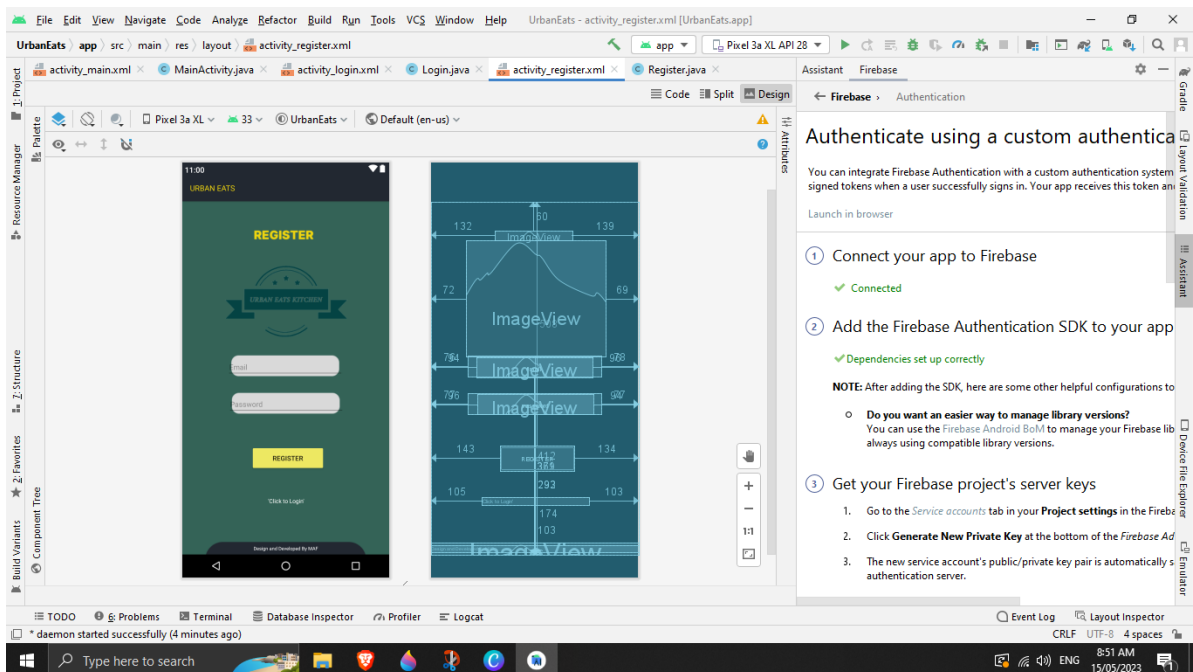 File Edit View Navigate Code Analyze Refactor Build Run Tools VCS Window Help UrbanEats - activity_register.xml [UrbanEats.app]
UrbanEats app src main res layout activity_register.xml
app Pixel 3a XL API 28
1: Project
activity_main.xml
MainActivity.java
activity_login.xml
Login.java
activity_register.xml
Register.java
Code Split Design
Resource Manager
Palette
Pixel 3a XL 33 UrbanEats Default (en-us)
Attributes
11:00
URBAN EATS
REGISTER
URBAN EATS KITCHEN
Email
Password
REGISTER
'Click to Login'
Design and Developed By MAF
60
132 139
ImageView
72 69
ImageView
ImageView
ImageView
143 134
REGISTER
293
105 103
Click to Login'
174
103
ImageView
1:1
7: Structure
2: Favorites
Component Tree
Build Variants
Assistant Firebase
Firebase › Authentication
Authenticate using a custom authentica
You can integrate Firebase Authentication with a custom authentication system
signed tokens when a user successfully signs in. Your app receives this token an
Launch in browser
1 Connect your app to Firebase
Connected
2 Add the Firebase Authentication SDK to your app
Dependencies set up correctly
NOTE: After adding the SDK, here are some other helpful configurations to
Do you want an easier way to manage library versions?
You can use the Firebase Android BoM to manage your Firebase lib
always using compatible library versions.
3 Get your Firebase project's server keys
1. Go to the Service accounts tab in your Project settings in the Fireba
2. Click Generate New Private Key at the bottom of the Firebase Ad
3. The new service account's public/private key pair is automatically s
authentication server.
Gradle
Layout Validation
Assistant
Device File Explorer
Emulator
TODO 6: Problems Terminal Database Inspector Profiler Logcat
Event Log Layout Inspector
* daemon started successfully (4 minutes ago)
CRLF UTF-8 4 spaces
Type here to search
ENG
8:51 AM
15/05/2023
1